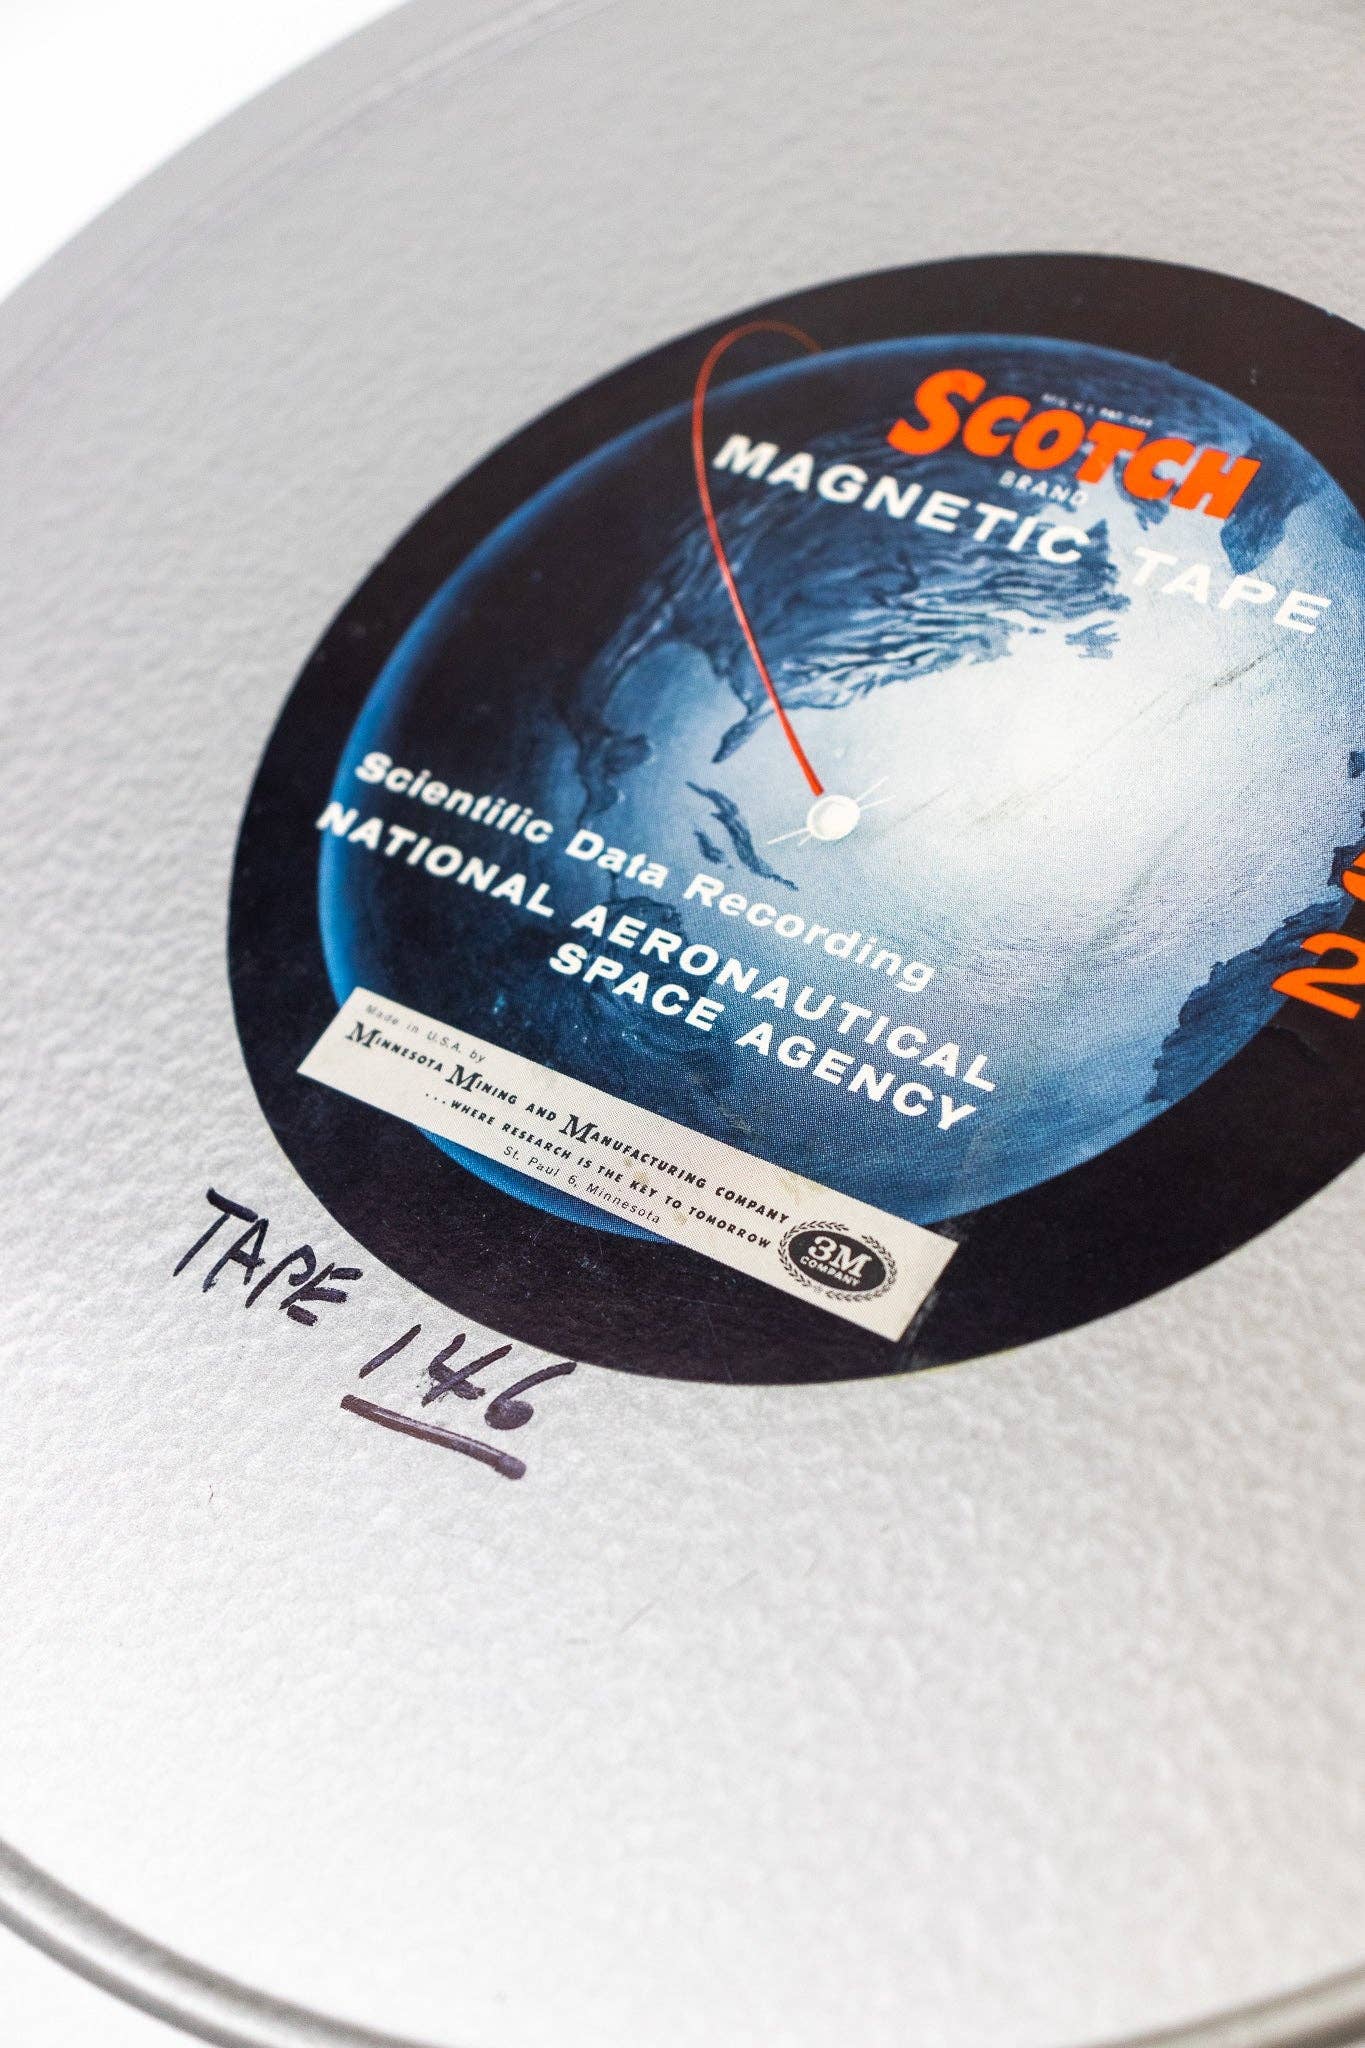 SCOTCH
BRAND
MAGNETIC TAPE
Scientific Data Recording
NATIONAL AERONAUTICAL
SPACE AGENCY
2
Made in U.S.A. by
MINNESOTA MINING AND MANUFACTURING COMPANY
...WHERE RESEARCH IS THE KEY TO TOMORROW
St. Paul 6, Minnesota
3M
COMPANY
TAPE 146